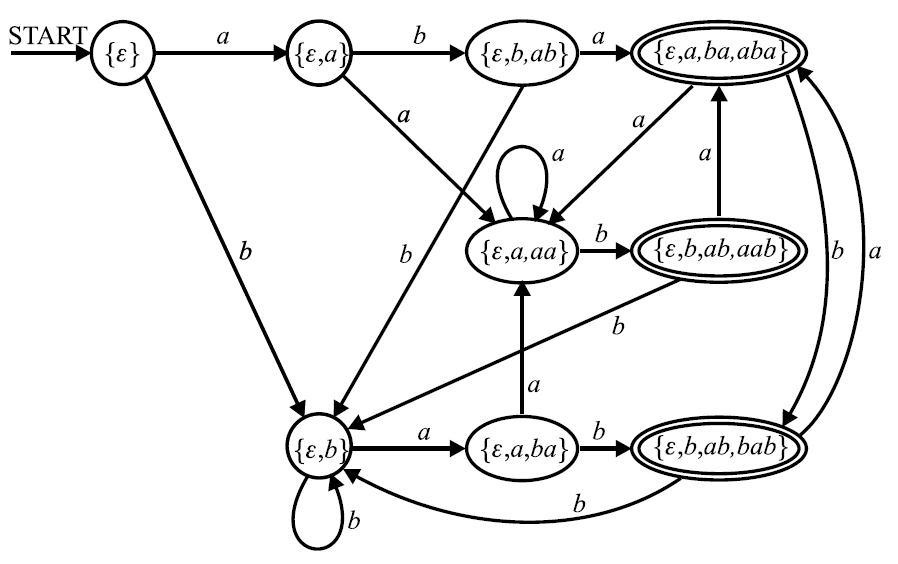 START
{ε}
a
{ε,a}
b
{ε,b,ab}
a
{ε,a,ba,aba}
a
a
a
a
b
b
{ε,a,aa}
b
{ε,b,ab,aab}
b
a
b
a
{ε,b}
a
{ε,a,ba}
b
{ε,b,ab,bab}
b
b